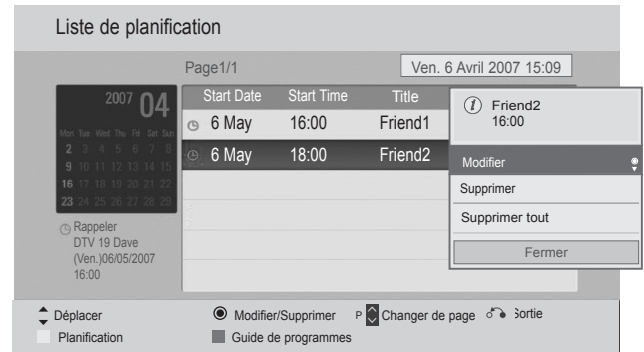 Liste de planification
Page1/1
Ven. 6 Avril 2007 15:09
2007 04
Mon Tue Wed Thu Fri Sat Sun
2 3 4 5 6 7 8
9 10 11 12 13 14 15
16 17 18 19 20 21 22
23 24 25 26 27 28 29
Rappeler
DTV 19 Dave
(Ven.)06/05/2007
16:00
Start Date Start Time Title
6 May 16:00 Friend1
6 May 18:00 Friend2
Friend2
16:00
Modifier
Supprimer
Supprimer tout
Fermer
Déplacer
Modifier/Supprimer
P Changer de page
Sortie
Planification
Guide de programmes